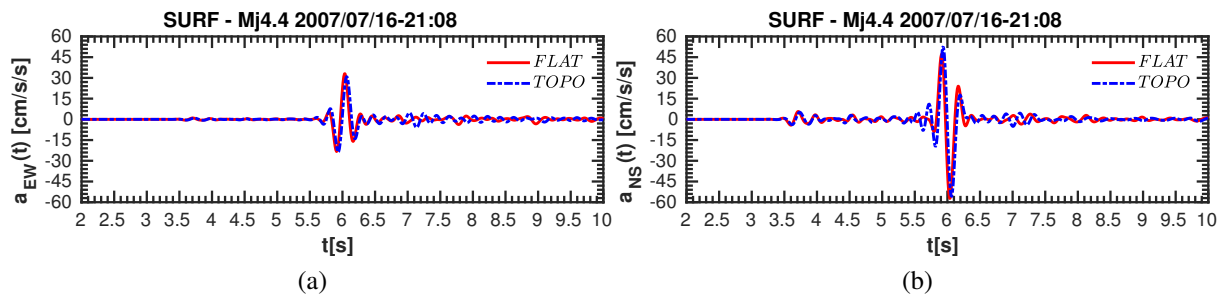 SURF - Mj4.4 2007/07/16-21:08
60
45
30
15
0
-15
-30
-45
-60
a_EW(t) [cm/s/s]
FLAT
TOPO
2 2.5 3 3.5 4 4.5 5 5.5 6 6.5 7 7.5 8 8.5 9 9.5 10
t[s]
(a)
SURF - Mj4.4 2007/07/16-21:08
60
45
30
15
0
-15
-30
-45
-60
a_NS(t) [cm/s/s]
FLAT
TOPO
2 2.5 3 3.5 4 4.5 5 5.5 6 6.5 7 7.5 8 8.5 9 9.5 10
t[s]
(b)